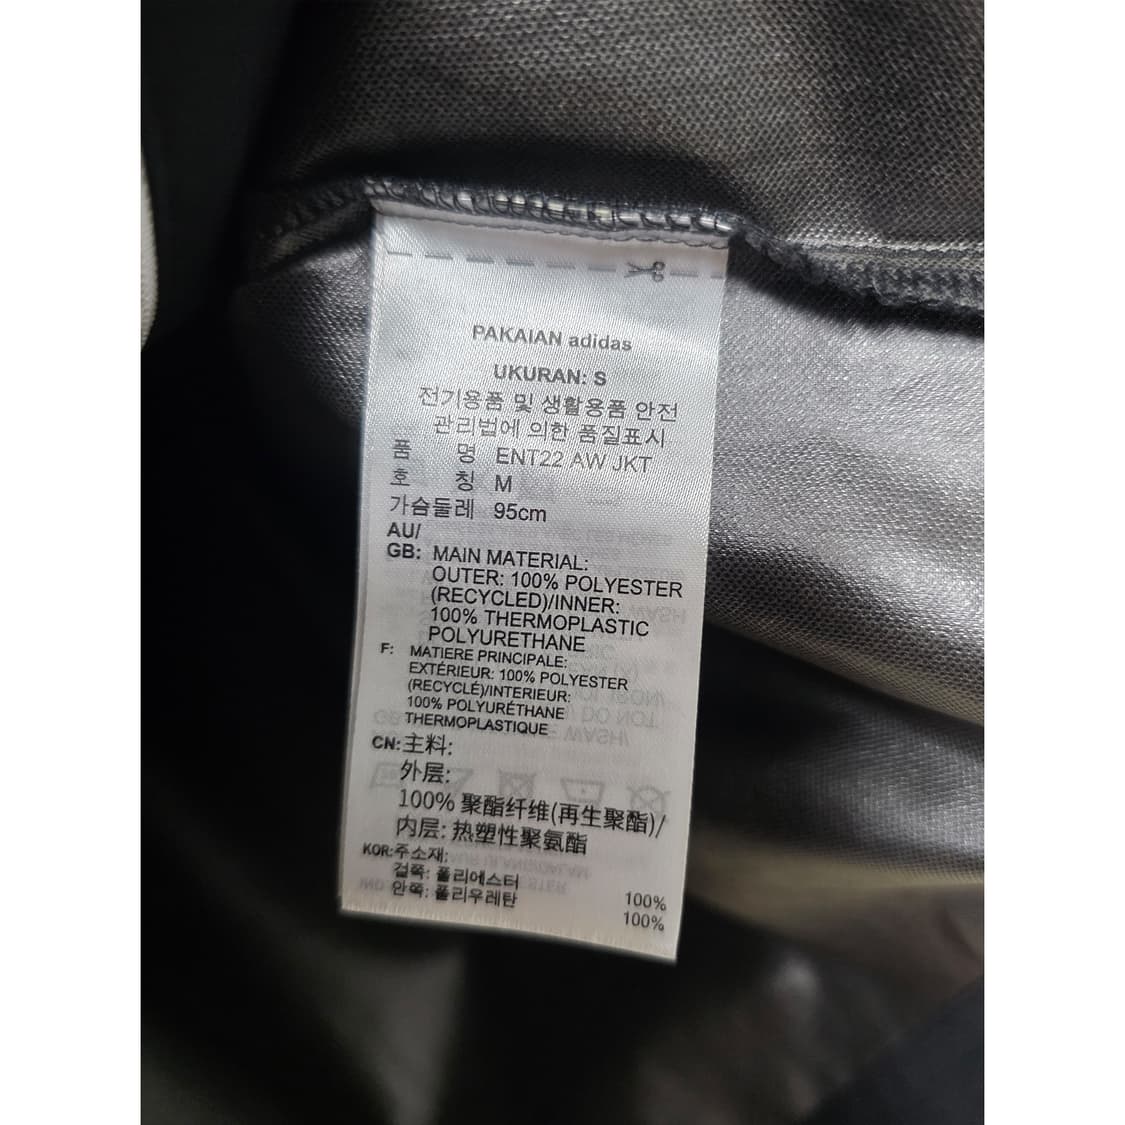 PAKAIAN adidas
UKURAN: S
전기용품 및 생활용품 안전
관리법에 의한 품질표시
품 명 ENT22 AW JKT
호 칭 M
가슴둘레 95cm
AU/
GB: MAIN MATERIAL:
OUTER: 100% POLYESTER
(RECYCLED)/INNER:
100% THERMOPLASTIC
POLYURETHANE
F: MATIERE PRINCIPALE:
EXTÉRIEUR: 100% POLYESTER
(RECYCLÉ)/INTERIEUR:
100% POLYURÉTHANE
THERMOPLASTIQUE
CN: 主料:
外层:
100% 聚酯纤维(再生聚酯)/
内层: 热塑性聚氨酯
KOR: 주소재:
겉쪽: 폴리에스터 100%
안쪽: 폴리우레탄 100%